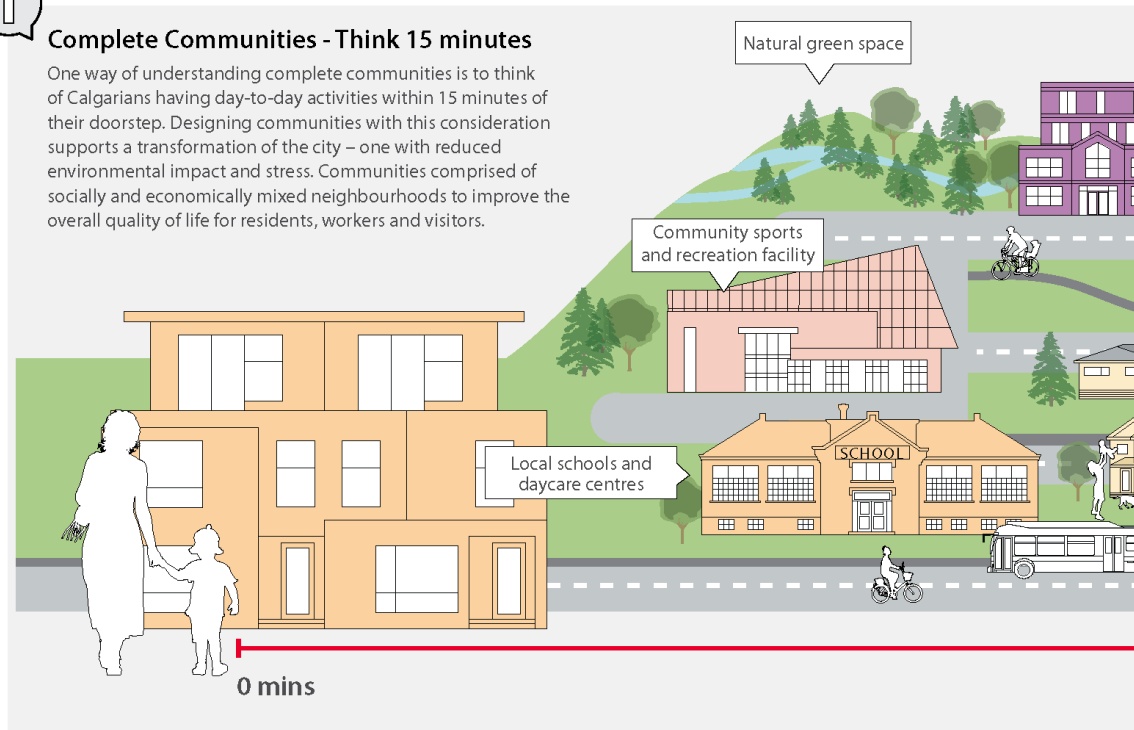 Complete Communities - Think 15 minutes
One way of understanding complete communities is to think
of Calgarians having day-to-day activities within 15 minutes of
their doorstep. Designing communities with this consideration
supports a transformation of the city – one with reduced
environmental impact and stress. Communities comprised of
socially and economically mixed neighbourhoods to improve the
overall quality of life for residents, workers and visitors.
Natural green space
Community sports
and recreation facility
Local schools and
daycare centres
SCHOOL
0 mins